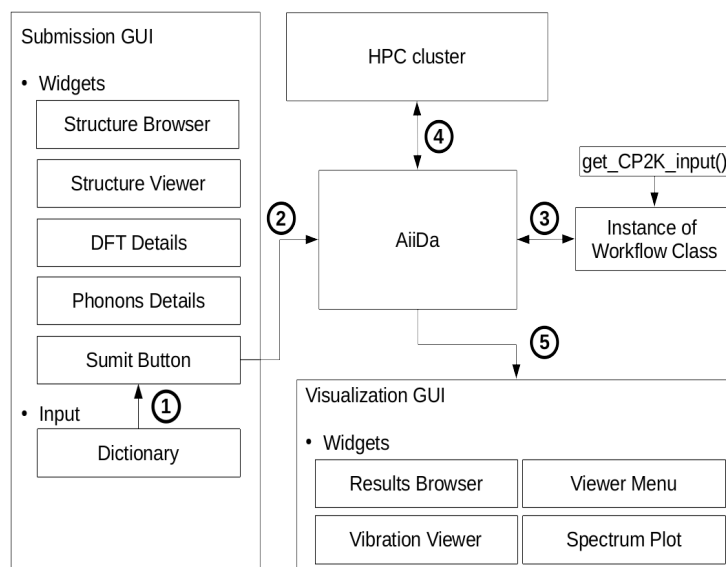 Submission GUI
• Widgets
Structure Browser
Structure Viewer
DFT Details
Phonons Details
Sumit Button
1
• Input
Dictionary
2
HPC cluster
4
AiiDa
3
get_CP2K_input()
Instance of
Workflow Class
5
Visualization GUI
• Widgets
Results Browser
Viewer Menu
Vibration Viewer
Spectrum Plot